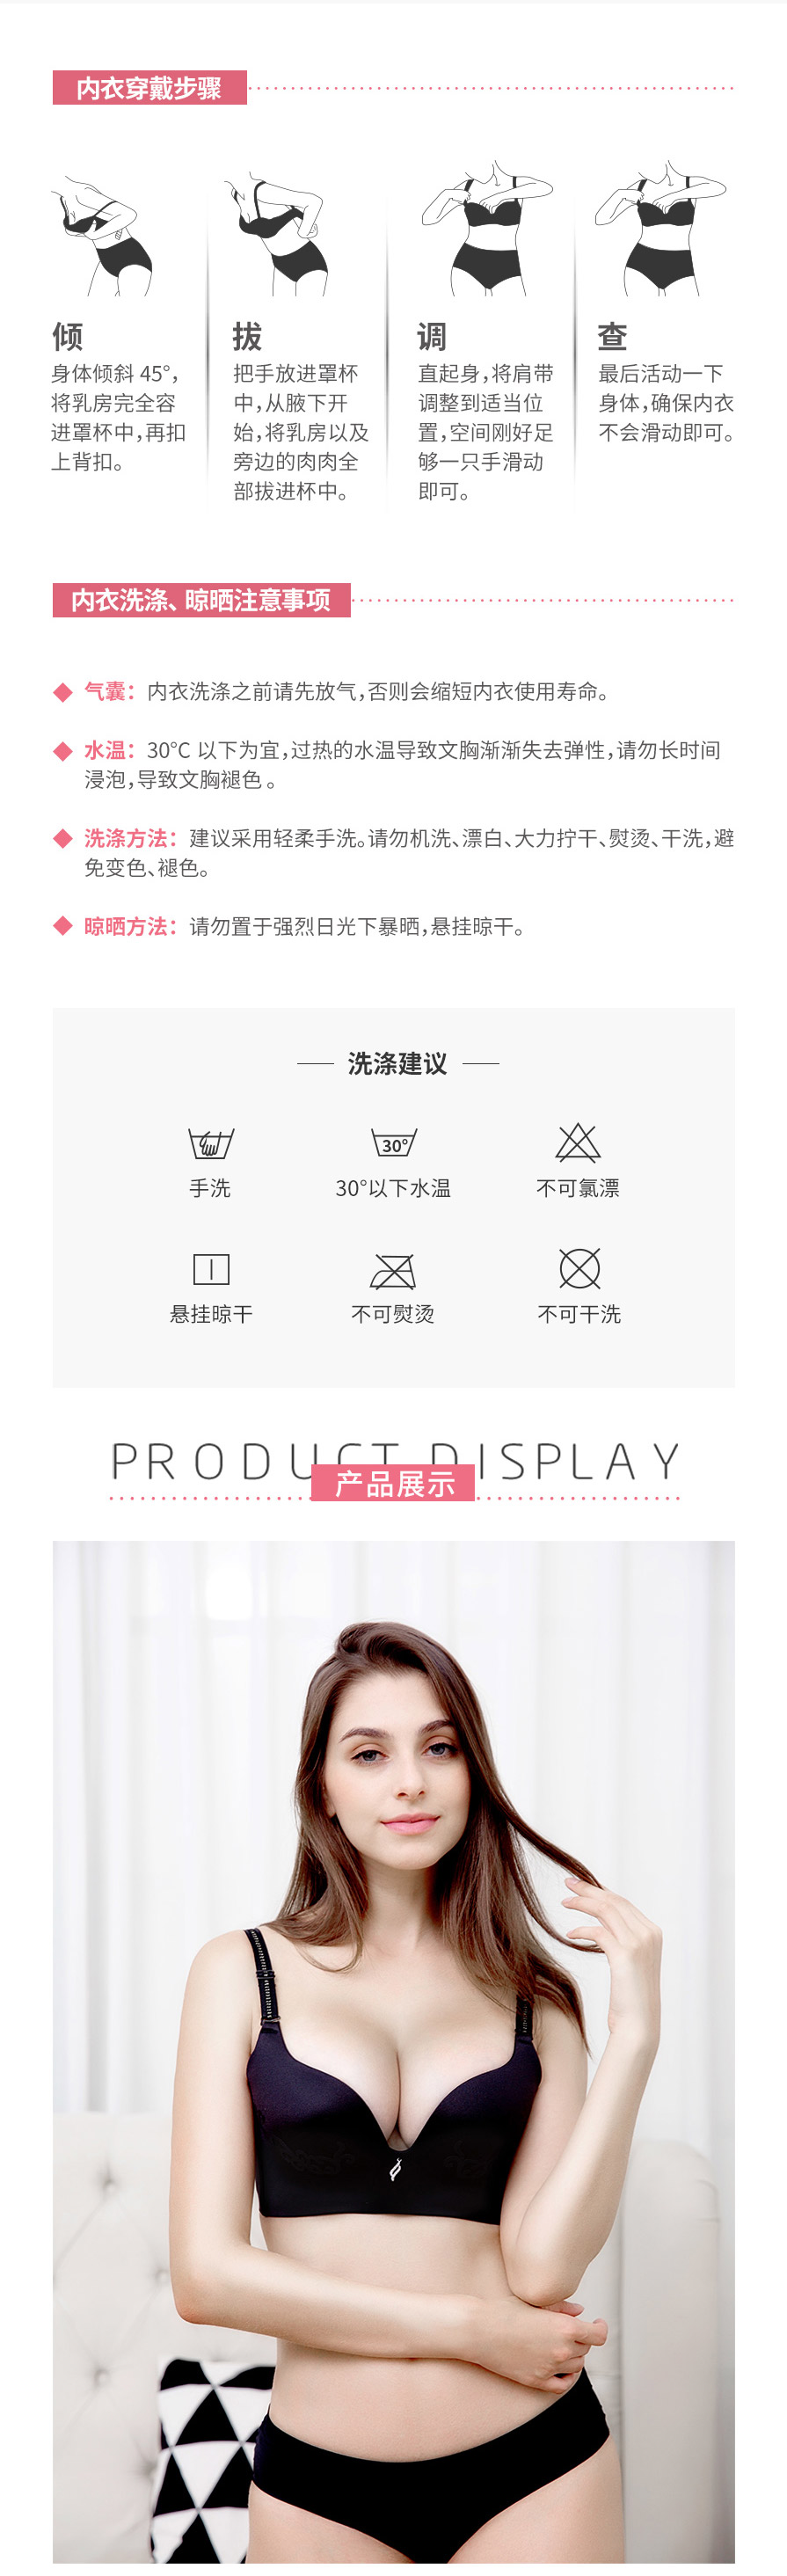 内衣穿戴步骤
倾
身体倾斜 45°，
将乳房完全容
进罩杯中，再扣
上背扣。
拔
把手放进罩杯
中，从腋下开
始，将乳房以及
旁边的肉肉全
部拔进杯中。
调
直起身，将肩带
调整到适当位
置，空间刚好足
够一只手滑动
即可。
查
最后活动一下
身体，确保内衣
不会滑动即可。
内衣洗涤、晾晒注意事项
气囊：内衣洗涤之前请先放气，否则会缩短内衣使用寿命。
水温：30°C 以下为宜，过热的水温导致文胸渐渐失去弹性，请勿长时间
浸泡，导致文胸褪色 。
洗涤方法：建议采用轻柔手洗。请勿机洗、漂白、大力拧干、熨烫、干洗，避
免变色、褪色。
晾晒方法：请勿置于强烈日光下暴晒，悬挂晾干。
洗涤建议
30°
手洗
30°以下水温
不可氯漂
悬挂晾干
不可熨烫
不可干洗
PRODUCT DISPLAY
产品展示